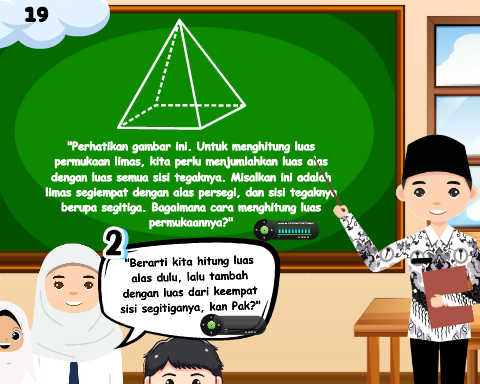 19
"Perhatikan gambar ini. Untuk menghitung luas
permukaan limas, kita perlu menjumlahkan luas alas
dengan luas semua sisi tegaknya. Misalkan ini adalah
limas segiempat dengan alas persegi, dan sisi tegaknya
berupa segitiga. Bagaimana cara menghitung luas
permukaannya?"
2
"Berarti kita hitung luas
alas dulu, lalu tambah
dengan luas dari keempat
sisi segitiganya, kan Pak?"